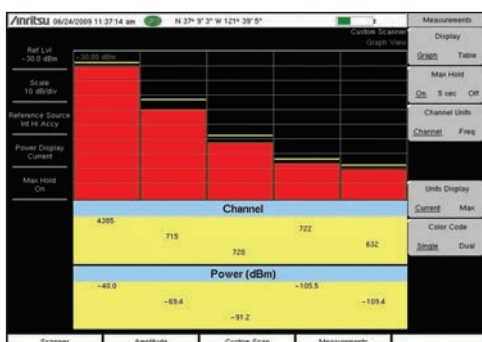 Anritsu 06/24/2009 11:37:14 am N 37° 9' 3" W 121° 39' 5"
Custom Scanner
Graph View
Ref Lvl
-30.0 dBm
-30.00 dBm
Scale
10 dB/div
Reference Source
Int Hi Accy
Power Display
Current
Max Hold
On
Channel
4385
715
720
722
632
Power (dBm)
-40.0
-69.4
-91.2
-105.5
-109.4
Measurements
Display
Graph Table
Max Hold
On 5 sec Off
Channel Units
Channel Freq
Units Display
Current Max
Color Code
Single Dual
Scanner Amplitude Custom Scan Measurements